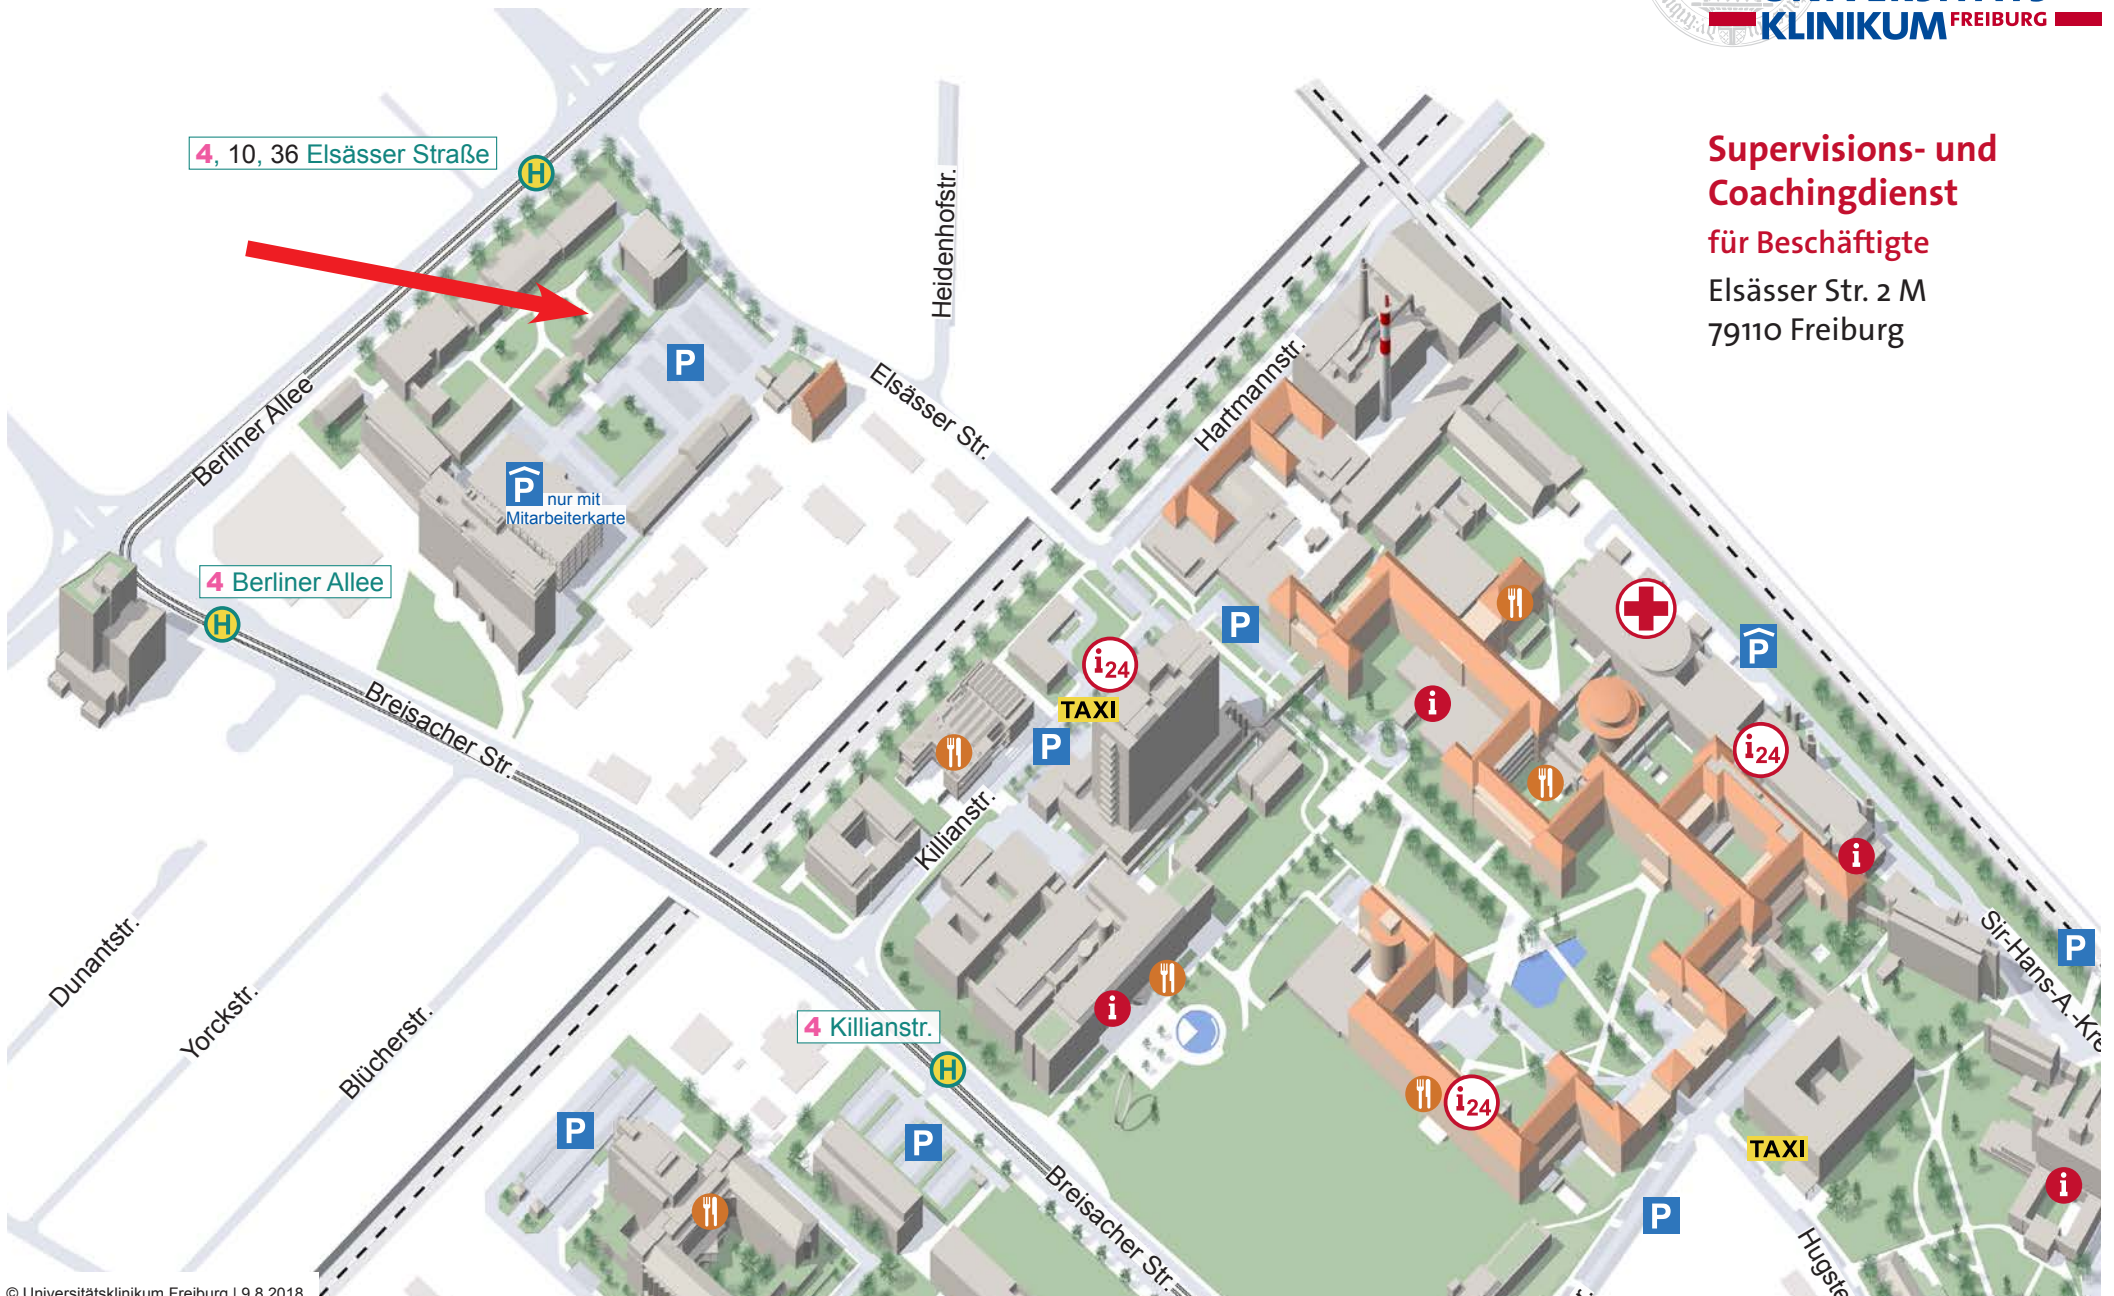 KLINIKUM FREIBURG
Supervisions- und
Coachingdienst
für Beschäftigte
Elsässer Str. 2 M
79110 Freiburg
4, 10, 36 Elsässer Straße
H
Heidenhofstr.
P
Elsässer Str.
Hartmannstr.
Berliner Allee
P nur mit
Mitarbeiterkarte
4 Berliner Allee
H
P
i24
TAXI
P
i
P
i24
Breisacher Str.
Killianstr.
i
Dunantstr.
Yorckstr.
Blücherstr.
Sir-Hans-A.-Kre
P
i
4 Killianstr.
H
i24
P
P
TAXI
i
P
Breisacher Str.
Hugste
© Universitätsklinikum Freiburg | 9.8.2018